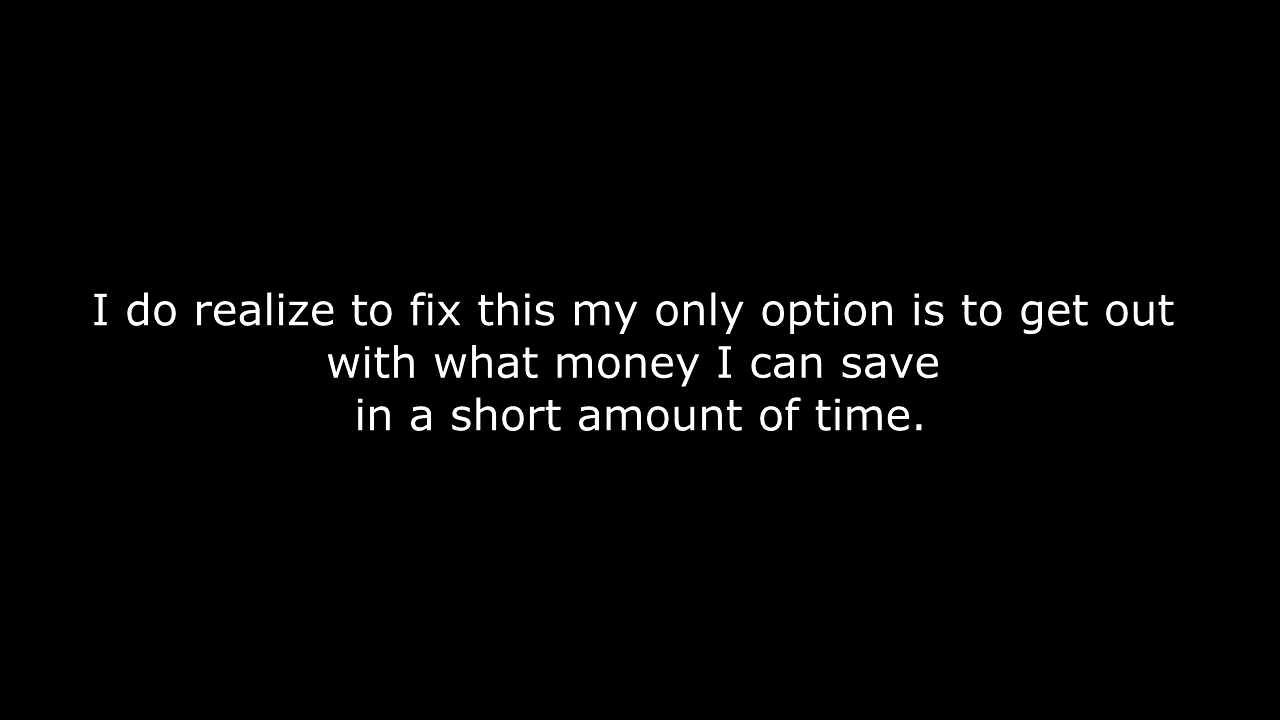 I do realize to fix this my only option is to get out
with what money I can save
in a short amount of time.